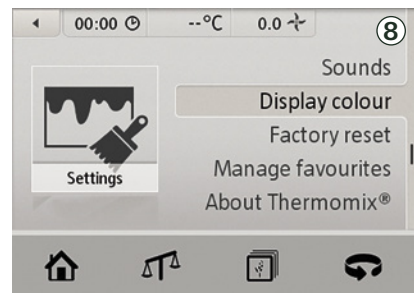 00:00 --°C 0.0 8
Sounds
Display colour
Factory reset
Manage favourites
About Thermomix®
Settings